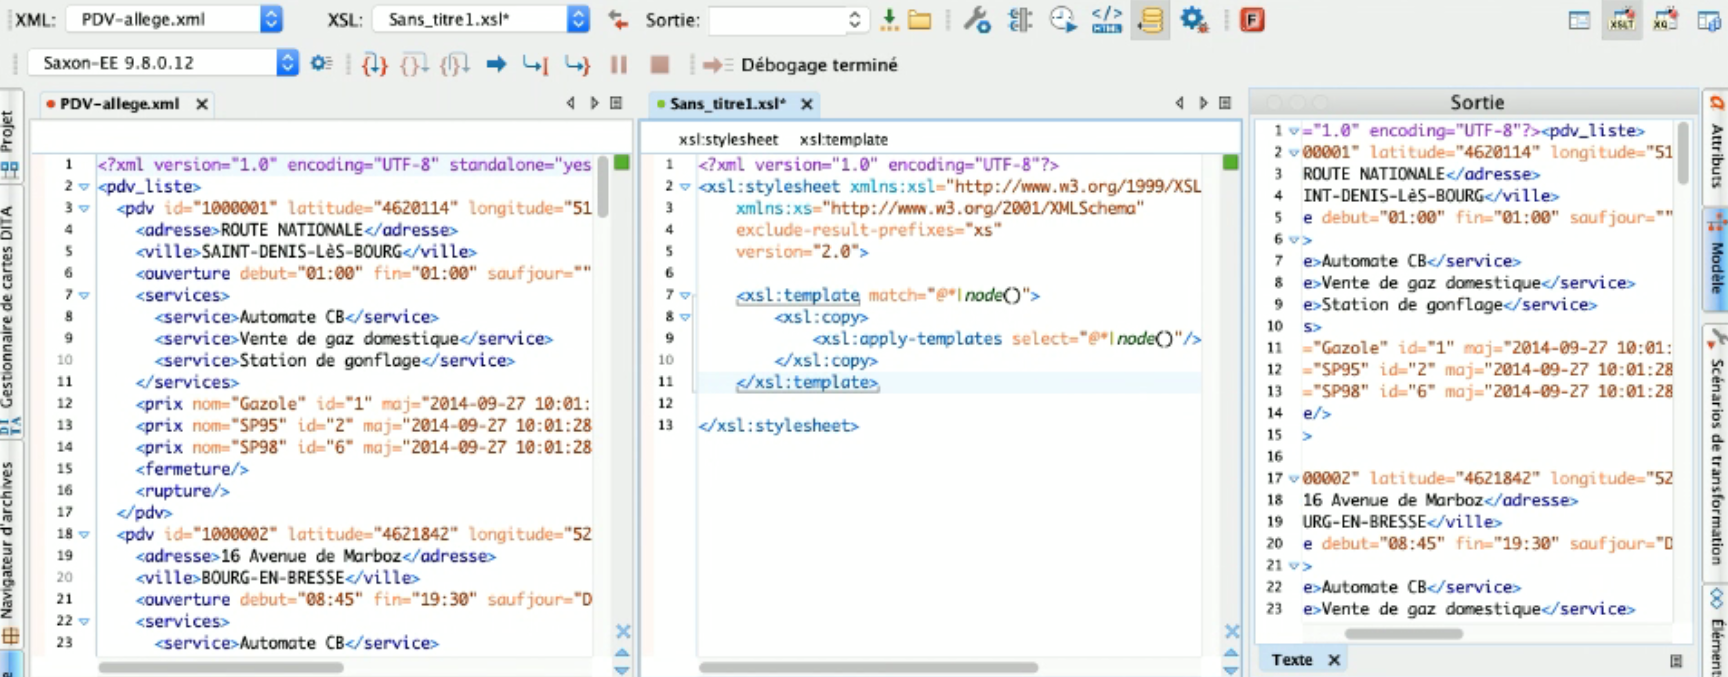 XML: PDV-allege.xml XSL: Sans_titre1.xsl* Sortie:
Saxon-EE 9.8.0.12 Débogage terminé
Projet
Gestionnaire de cartes DITA
Navigateur d'archives
PDV-allege.xml
1 <?xml version="1.0" encoding="UTF-8" standalone="yes
2 <pdv_liste>
3 <pdv id="1000001" latitude="4620114" longitude="51
4 <adresse>ROUTE NATIONALE</adresse>
5 <ville>SAINT-DENIS-LèS-BOURG</ville>
6 <ouverture debut="01:00" fin="01:00" saufjour=""
7 <services>
8 <service>Automate CB</service>
9 <service>Vente de gaz domestique</service>
10 <service>Station de gonflage</service>
11 </services>
12 <prix nom="Gazole" id="1" maj="2014-09-27 10:01:
13 <prix nom="SP95" id="2" maj="2014-09-27 10:01:28
14 <prix nom="SP98" id="6" maj="2014-09-27 10:01:28
15 <fermeture/>
16 <rupture/>
17 </pdv>
18 <pdv id="1000002" latitude="4621842" longitude="52
19 <adresse>16 Avenue de Marboz</adresse>
20 <ville>BOURG-EN-BRESSE</ville>
21 <ouverture debut="08:45" fin="19:30" saufjour="D
22 <services>
23 <service>Automate CB</service>
Sans_titre1.xsl*
xsl:stylesheet xsl:template
1 <?xml version="1.0" encoding="UTF-8"?>
2 <xsl:stylesheet xmlns:xsl="http://www.w3.org/1999/XSL
3 xmlns:xs="http://www.w3.org/2001/XMLSchema"
4 exclude-result-prefixes="xs"
5 version="2.0">
6
7 <xsl:template match="@*|node()">
8 <xsl:copy>
9 <xsl:apply-templates select="@*|node()"/>
10 </xsl:copy>
11 </xsl:template>
12
13 </xsl:stylesheet>
Sortie
1 ="1.0" encoding="UTF-8"?><pdv_liste>
2 00001" latitude="4620114" longitude="51
3 ROUTE NATIONALE</adresse>
4 INT-DENIS-LèS-BOURG</ville>
5 e debut="01:00" fin="01:00" saufjour=""
6 >
7 e>Automate CB</service>
8 e>Vente de gaz domestique</service>
9 e>Station de gonflage</service>
10 s>
11 ="Gazole" id="1" maj="2014-09-27 10:01:
12 ="SP95" id="2" maj="2014-09-27 10:01:28
13 ="SP98" id="6" maj="2014-09-27 10:01:28
14 e/>
15 >
16
17 00002" latitude="4621842" longitude="52
18 16 Avenue de Marboz</adresse>
19 URG-EN-BRESSE</ville>
20 e debut="08:45" fin="19:30" saufjour="D
21 >
22 e>Automate CB</service>
23 e>Vente de gaz domestique</service>
Texte
Attributs
Modèle
Scénarios de transformation
Élément